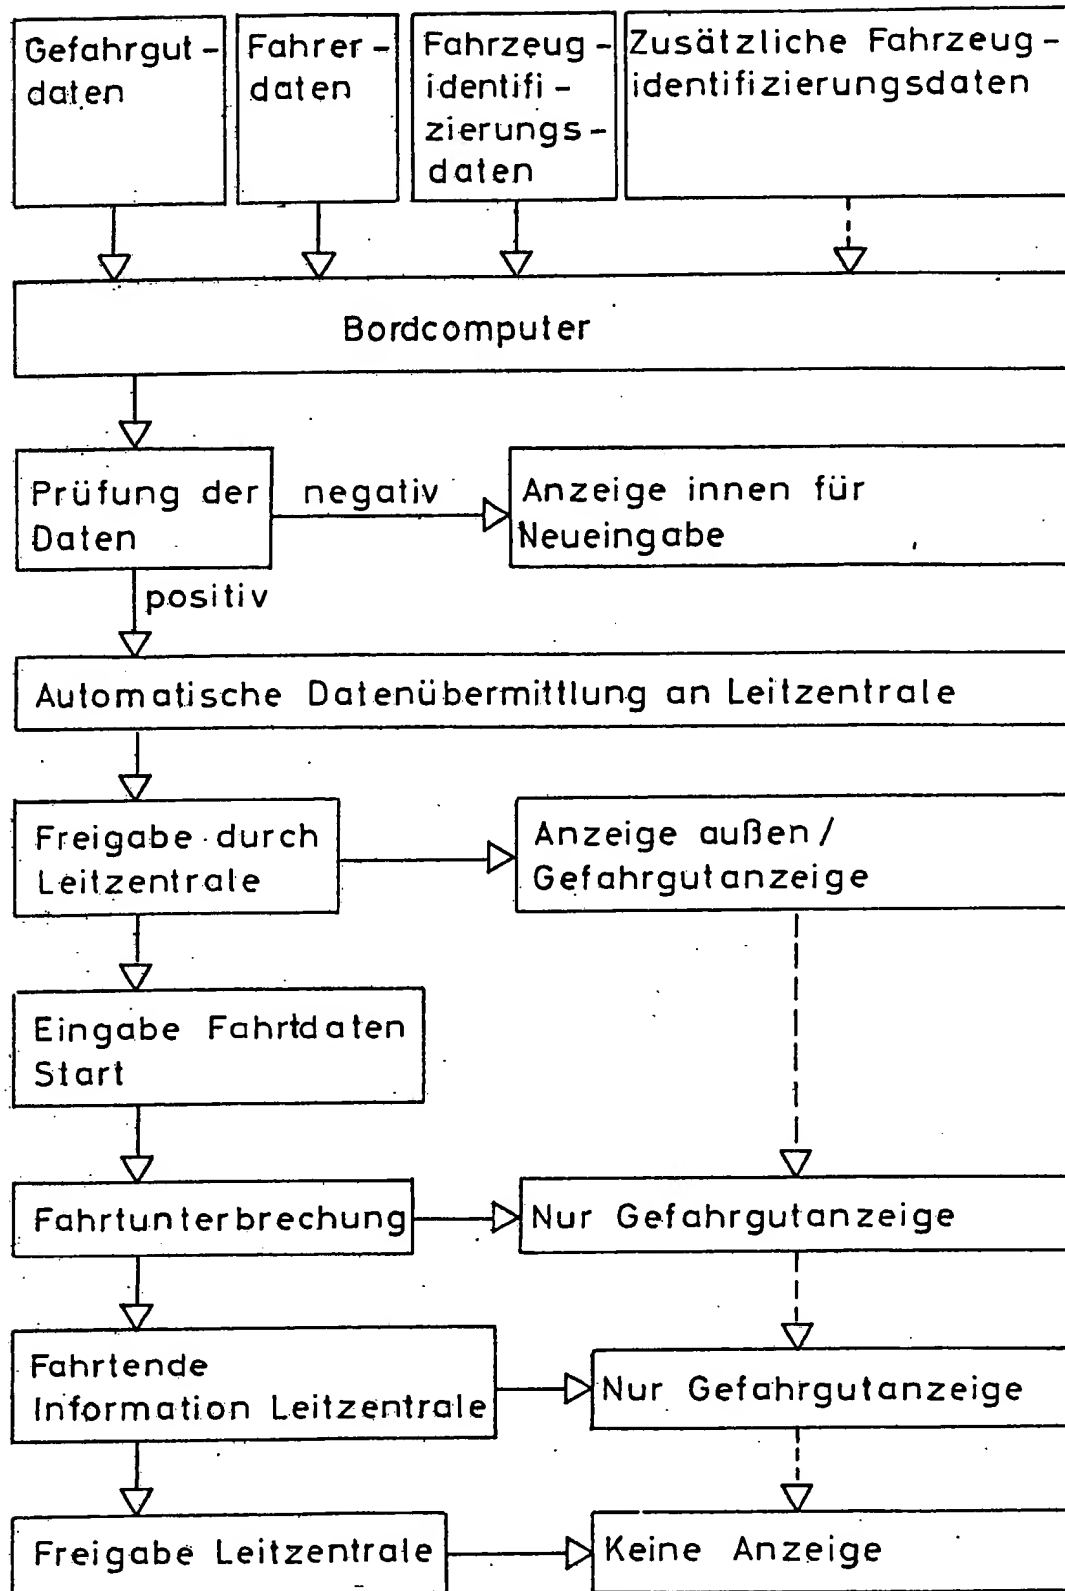 Gefahrgut-
daten
Fahrer-
daten
Fahrzeug-
identifi-
zierungs-
daten
Zusätzliche Fahrzeug-
identifizierungsdaten
Bordcomputer
Prüfung der
Daten
negativ
Anzeige innen für
Neueingabe
positiv
Automatische Datenübermittlung an Leitzentrale
Freigabe durch
Leitzentrale
Anzeige außen/
Gefahrgutanzeige
Eingabe Fahrtdaten
Start
Fahrtunterbrechung
Nur Gefahrgutanzeige
Fahrtende
Information Leitzentrale
Nur Gefahrgutanzeige
Freigabe Leitzentrale
Keine Anzeige